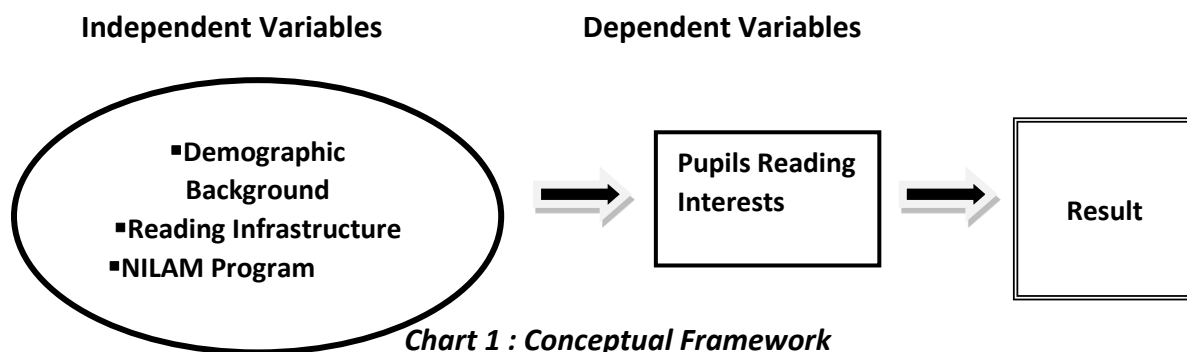 Independent Variables
Dependent Variables
▪Demographic
Background
▪Reading Infrastructure
▪NILAM Program
Pupils Reading
Interests
Result
Chart 1 : Conceptual Framework